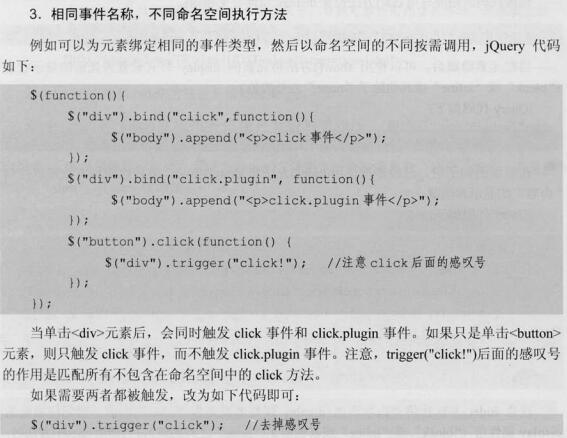 3. 相同事件名称，不同命名空间执行方法
例如可以为元素绑定相同的事件类型，然后以命名空间的不同按需调用，jQuery 代码
如下：
$(function(){
$("div").bind("click",function(){
$("body").append("<p>click 事件</p>");
});
$("div").bind("click.plugin", function(){
$("body").append("<p>click.plugin 事件</p>");
});
$("button").click(function() {
$("div").trigger("click!"); //注意 click 后面的感叹号
});
});
当单击<div>元素后，会同时触发 click 事件和 click.plugin 事件。如果只是单击<button>
元素，则只触发 click 事件，而不触发 click.plugin 事件。注意，trigger("click!")后面的感叹号
的作用是匹配所有不包含在命名空间中的 click 方法。
如果需要两者都被触发，改为如下代码即可：
$("div").trigger("click"); //去掉感叹号